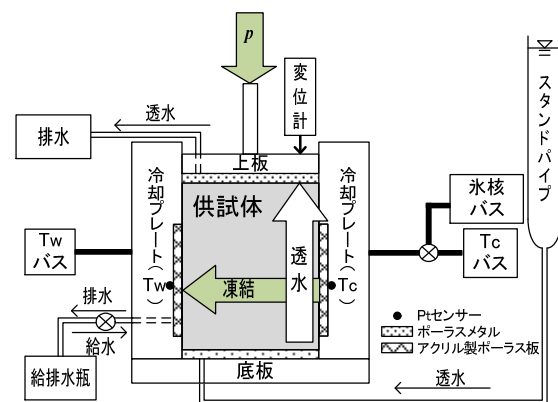 p
変位計
スタンドパイプ
透水
排水
上板
冷却プレート(Tw)
冷却プレート(Tc)
供試体
透水
凍結
氷核
バス
Tw
バス
Tc
バス
排水
給水
給排水瓶
Ptセンサー
ポーラスメタル
アクリル製ポーラス板
底板
透水